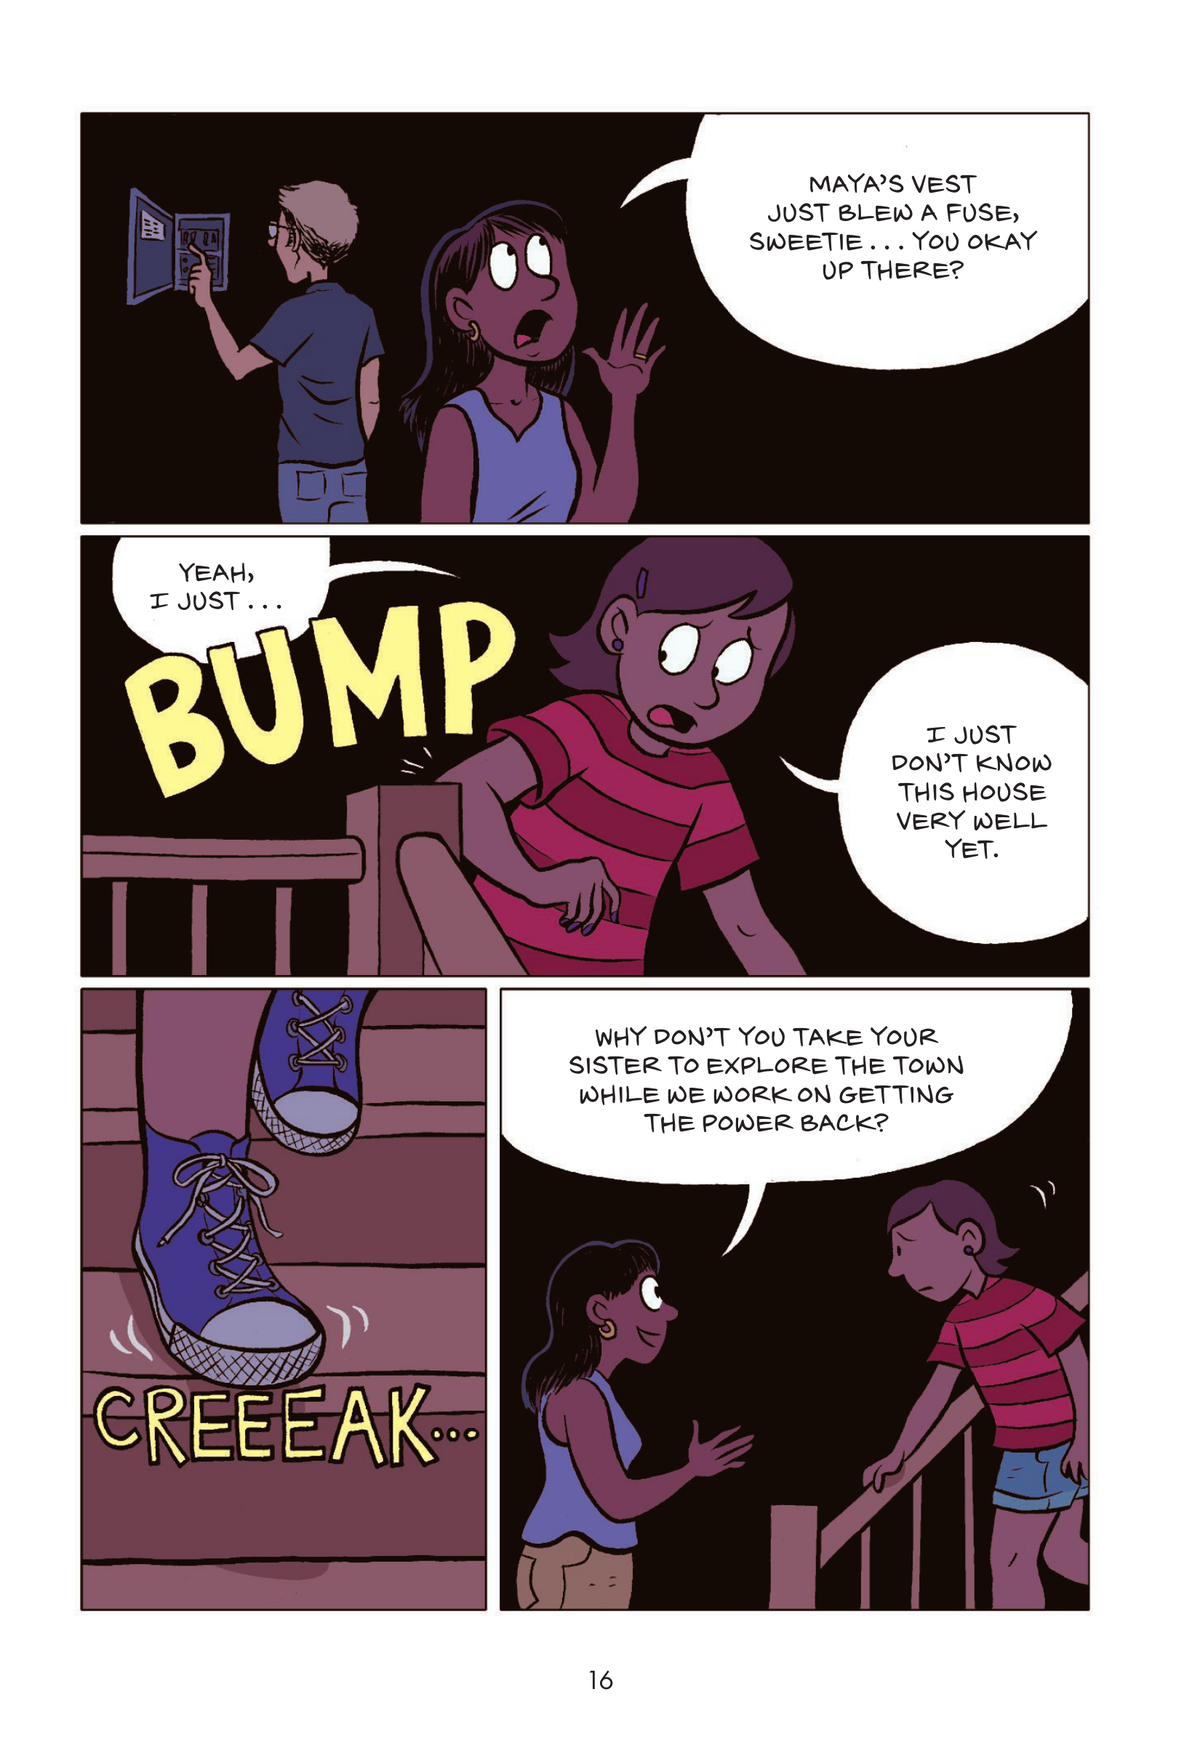 MAYA'S VEST
JUST BLEW A FUSE,
SWEETIE . . . YOU OKAY
UP THERE?
YEAH,
I JUST . . .
BUMP
I JUST
DON'T KNOW
THIS HOUSE
VERY WELL
YET.
CREEEAK...
WHY DON'T YOU TAKE YOUR
SISTER TO EXPLORE THE TOWN
WHILE WE WORK ON GETTING
THE POWER BACK?
16